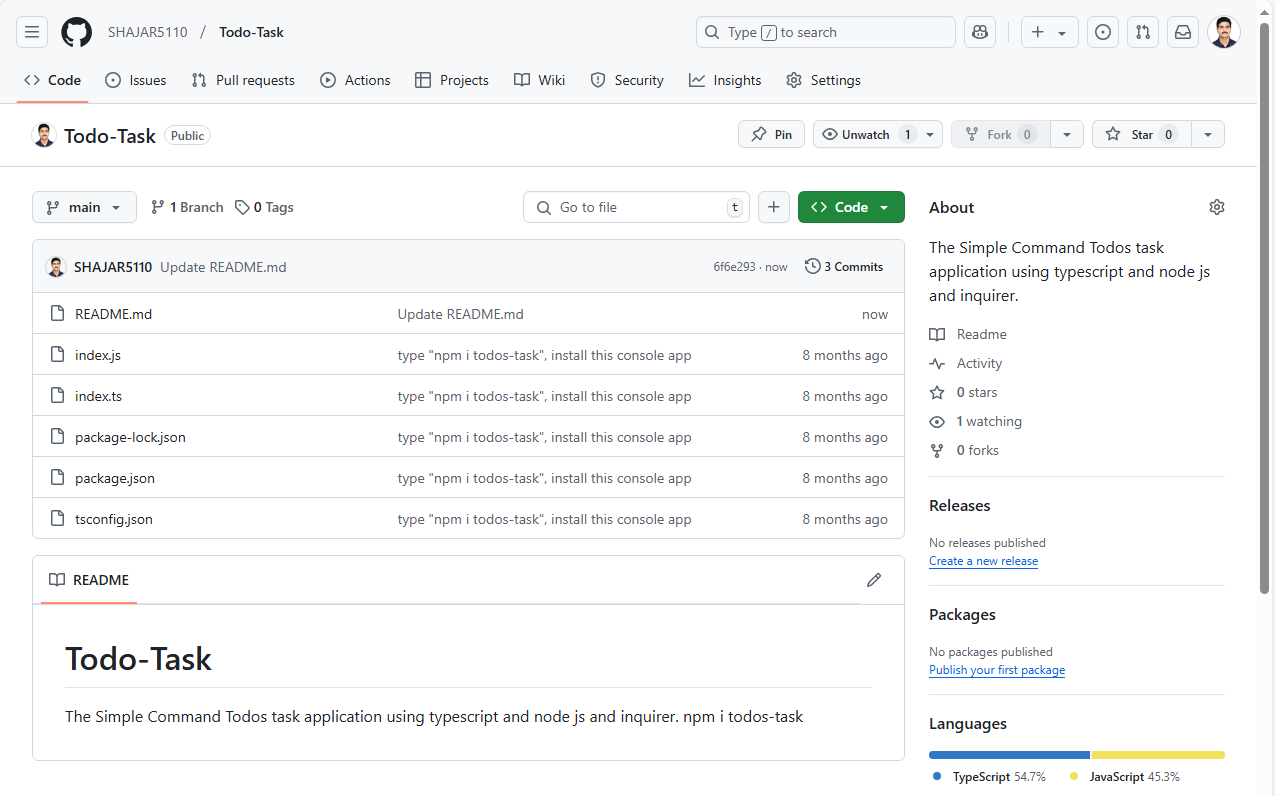 SHAJAR5110 / Todo-Task
Type / to search
Code Issues Pull requests Actions Projects Wiki Security Insights Settings
Todo-Task Public
Pin Unwatch 1 Fork 0 Star 0
main 1 Branch 0 Tags
Go to file t
Code
SHAJAR5110 Update README.md 6f6e293 · now 3 Commits
README.md Update README.md now
index.js type "npm i todos-task", install this console app 8 months ago
index.ts type "npm i todos-task", install this console app 8 months ago
package-lock.json type "npm i todos-task", install this console app 8 months ago
package.json type "npm i todos-task", install this console app 8 months ago
tsconfig.json type "npm i todos-task", install this console app 8 months ago
README
Todo-Task
The Simple Command Todos task application using typescript and node js and inquirer. npm i todos-task
About
The Simple Command Todos task
application using typescript and node js
and inquirer.
Readme
Activity
0 stars
1 watching
0 forks
Releases
No releases published
Create a new release
Packages
No packages published
Publish your first package
Languages
TypeScript 54.7% JavaScript 45.3%